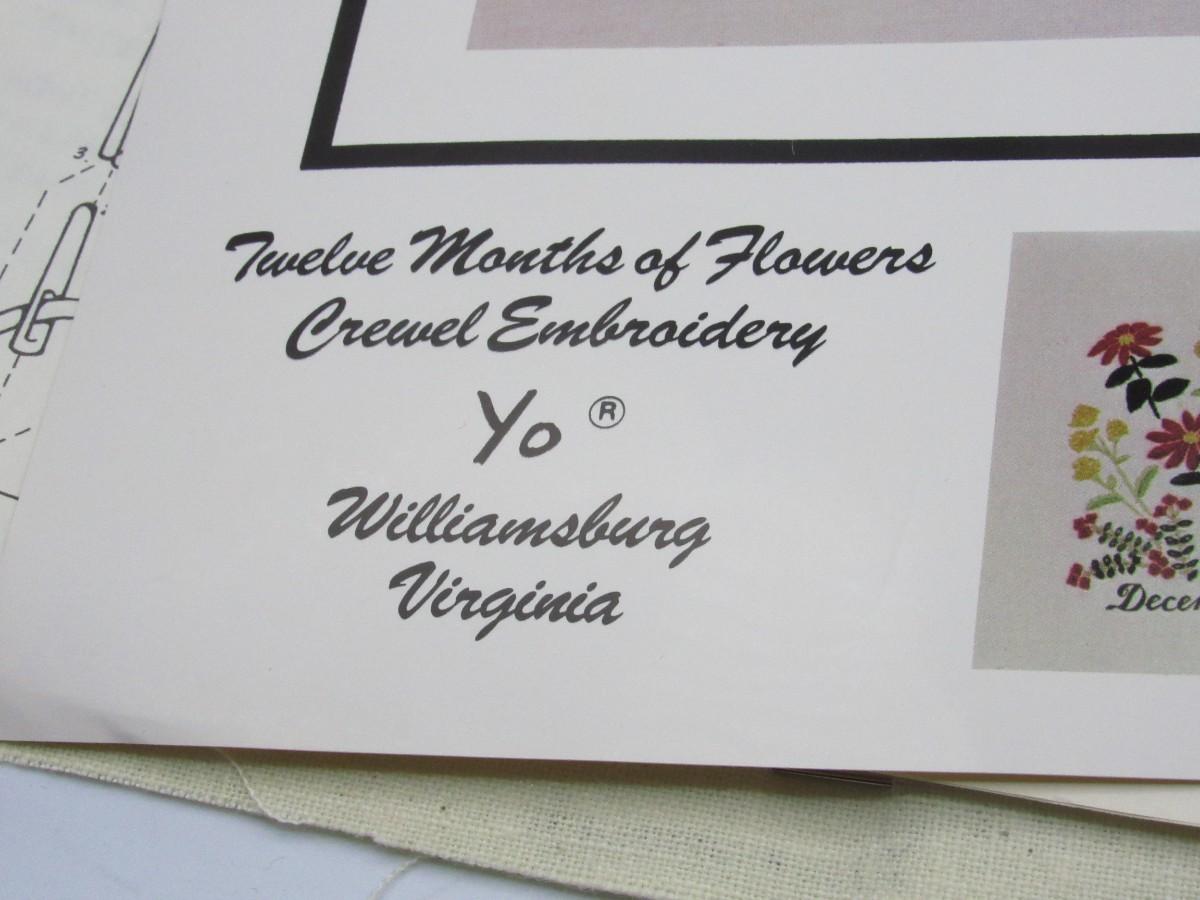 3.
Twelve Months of Flowers
Crewel Embroidery
Yo ®
Williamsburg
Virginia
Decem